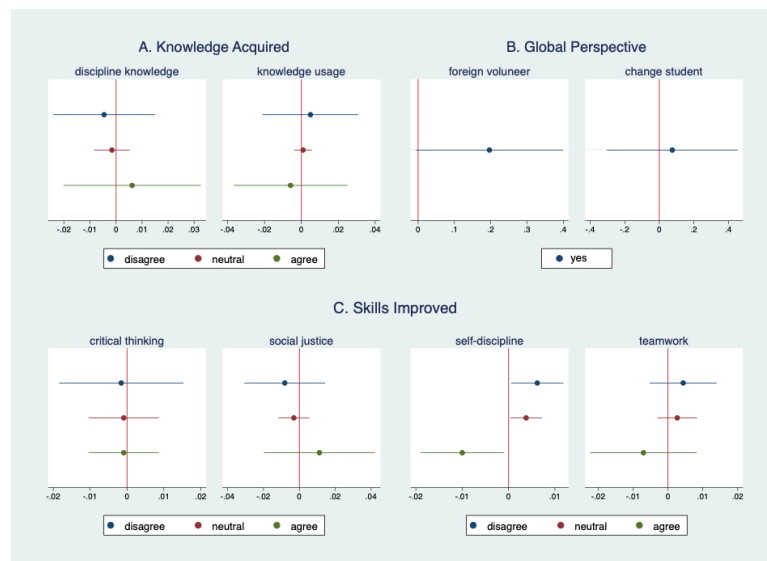 A. Knowledge Acquired
B. Global Perspective
discipline knowledge
knowledge usage
foreign voluneer
change student
-.02 -.01 0 .01 .02 .03
-.04 -.02 0 .02 .04
0 .1 .2 .3 .4
-.4 -.2 0 .2 .4
disagree neutral agree
yes
C. Skills Improved
critical thinking
social justice
self-discipline
teamwork
-.02 -.01 0 .01 .02
-.04 -.02 0 .02 .04
-.02 -.01 0 .01
-.02 -.01 0 .01 .02
disagree neutral agree
disagree neutral agree